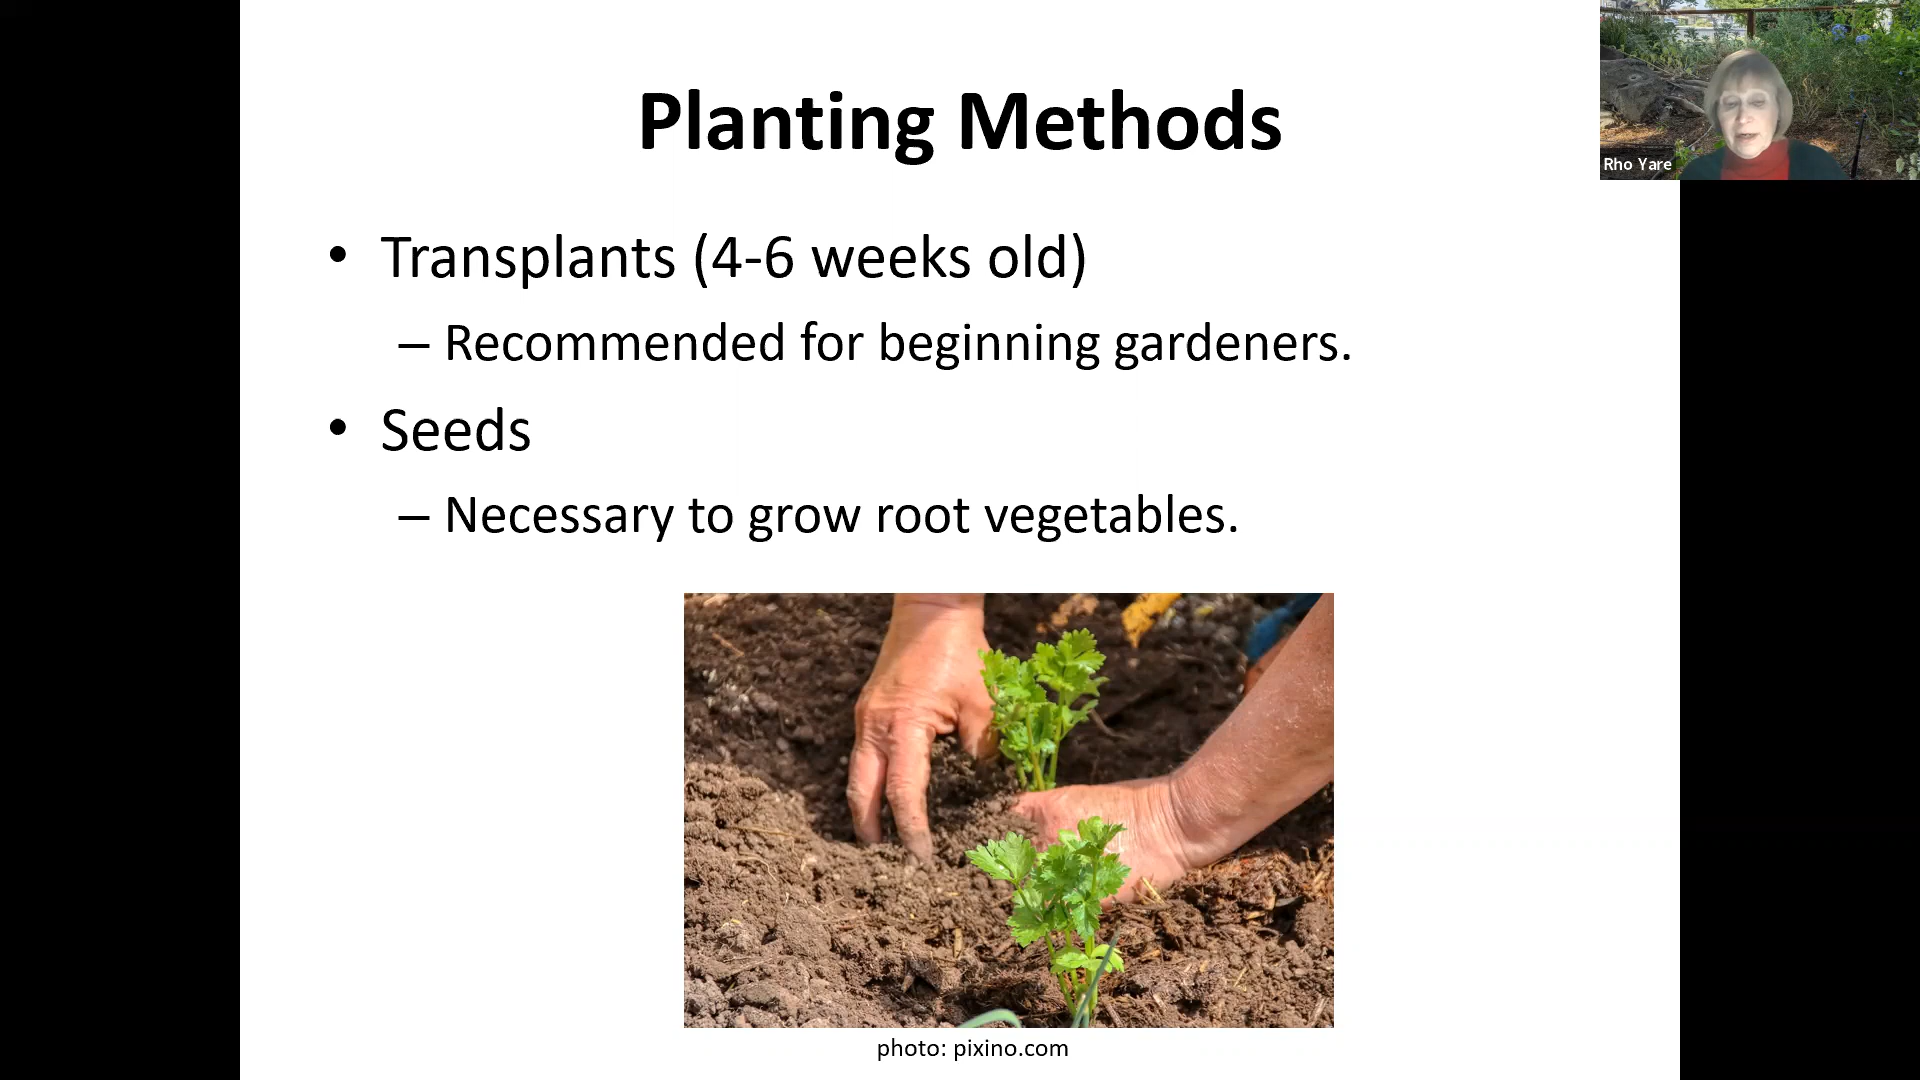 Planting Methods
Rho Yare
• Transplants (4-6 weeks old)
– Recommended for beginning gardeners.
• Seeds
– Necessary to grow root vegetables.
photo: pixino.com